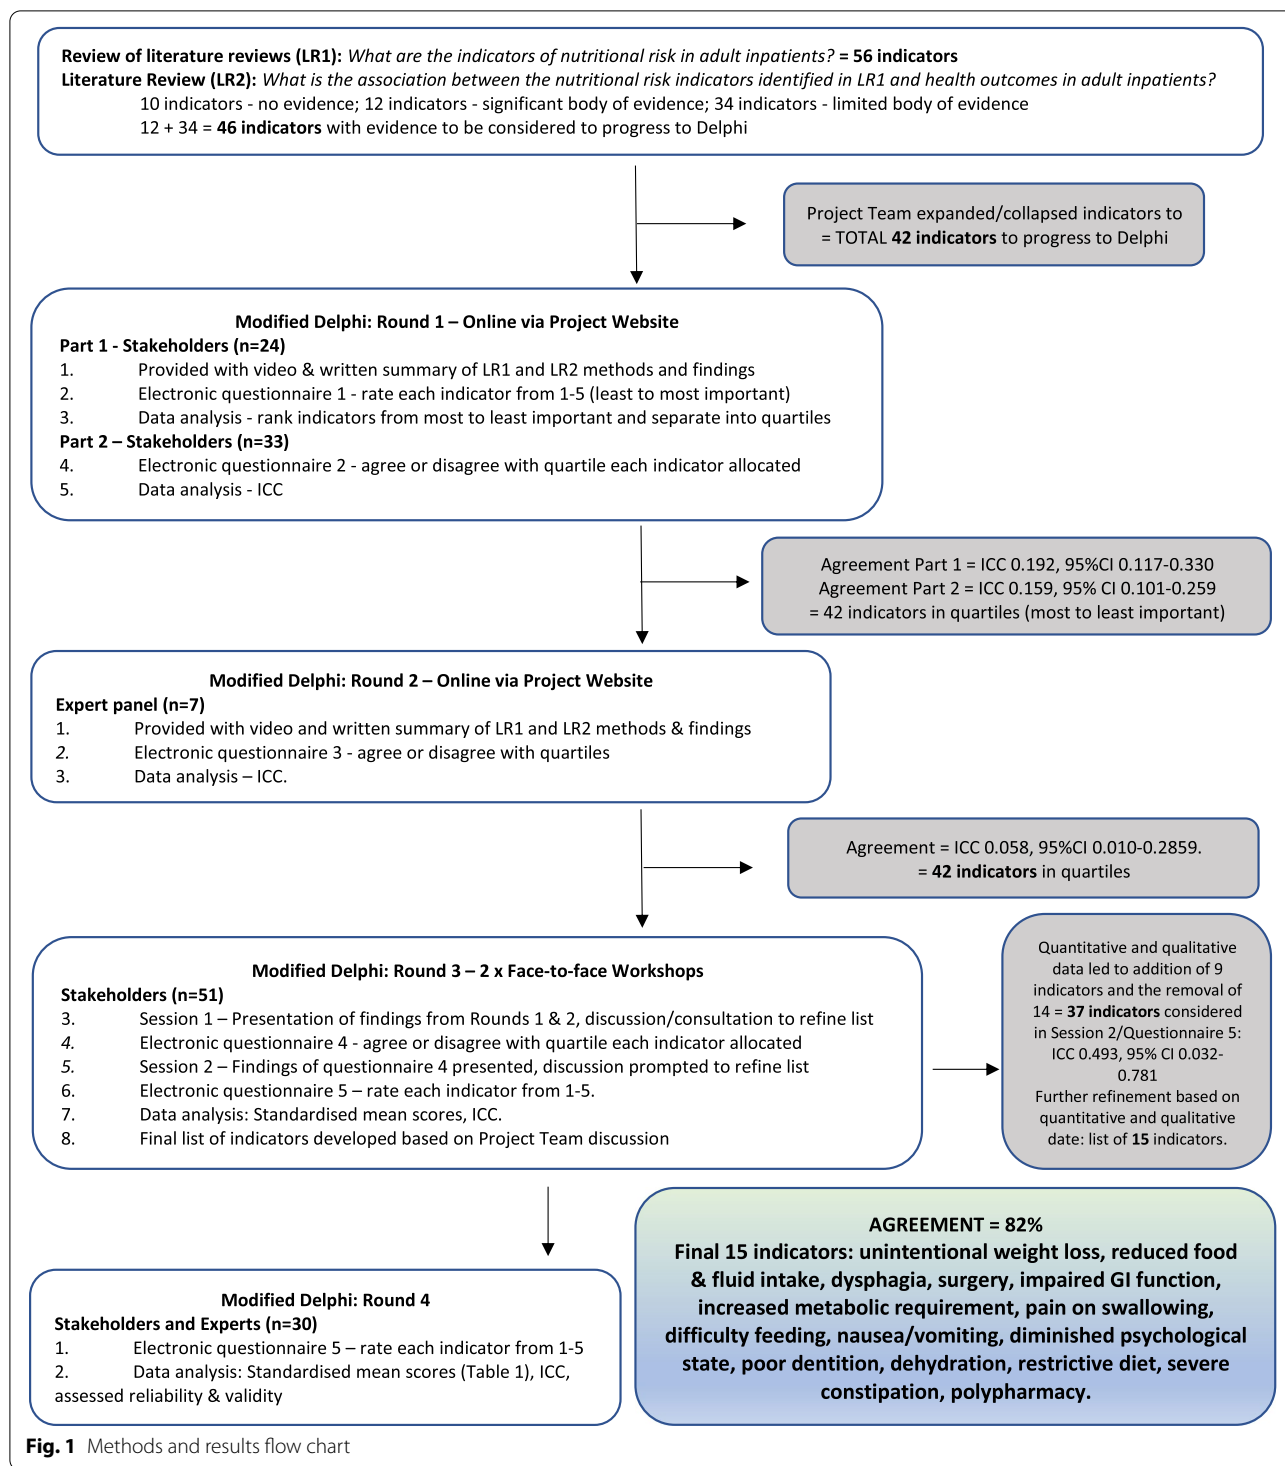 Review of literature reviews (LR1): What are the indicators of nutritional risk in adult inpatients? = 56 indicators
Literature Review (LR2): What is the association between the nutritional risk indicators identified in LR1 and health outcomes in adult inpatients?
10 indicators - no evidence; 12 indicators - significant body of evidence; 34 indicators - limited body of evidence
12 + 34 = 46 indicators with evidence to be considered to progress to Delphi
Project Team expanded/collapsed indicators to
= TOTAL 42 indicators to progress to Delphi
Modified Delphi: Round 1 – Online via Project Website
Part 1 - Stakeholders (n=24)
1. Provided with video & written summary of LR1 and LR2 methods and findings
2. Electronic questionnaire 1 - rate each indicator from 1-5 (least to most important)
3. Data analysis - rank indicators from most to least important and separate into quartiles
Part 2 – Stakeholders (n=33)
4. Electronic questionnaire 2 - agree or disagree with quartile each indicator allocated
5. Data analysis - ICC
Agreement Part 1 = ICC 0.192, 95%CI 0.117-0.330
Agreement Part 2 = ICC 0.159, 95% CI 0.101-0.259
= 42 indicators in quartiles (most to least important)
Modified Delphi: Round 2 – Online via Project Website
Expert panel (n=7)
1. Provided with video and written summary of LR1 and LR2 methods & findings
2. Electronic questionnaire 3 - agree or disagree with quartiles
3. Data analysis – ICC.
Agreement = ICC 0.058, 95%CI 0.010-0.2859.
= 42 indicators in quartiles
Modified Delphi: Round 3 – 2 x Face-to-face Workshops
Stakeholders (n=51)
3. Session 1 – Presentation of findings from Rounds 1 & 2, discussion/consultation to refine list
4. Electronic questionnaire 4 - agree or disagree with quartile each indicator allocated
5. Session 2 – Findings of questionnaire 4 presented, discussion prompted to refine list
6. Electronic questionnaire 5 – rate each indicator from 1-5.
7. Data analysis: Standardised mean scores, ICC.
8. Final list of indicators developed based on Project Team discussion
Quantitative and qualitative
data led to addition of 9
indicators and the removal of
14 = 37 indicators considered
in Session 2/Questionnaire 5:
ICC 0.493, 95% CI 0.032-
0.781
Further refinement based on
quantitative and qualitative
date: list of 15 indicators.
Modified Delphi: Round 4
Stakeholders and Experts (n=30)
1. Electronic questionnaire 5 – rate each indicator from 1-5
2. Data analysis: Standardised mean scores (Table 1), ICC,
assessed reliability & validity
AGREEMENT = 82%
Final 15 indicators: unintentional weight loss, reduced food
& fluid intake, dysphagia, surgery, impaired GI function,
increased metabolic requirement, pain on swallowing,
difficulty feeding, nausea/vomiting, diminished psychological
state, poor dentition, dehydration, restrictive diet, severe
constipation, polypharmacy.
Fig. 1 Methods and results flow chart